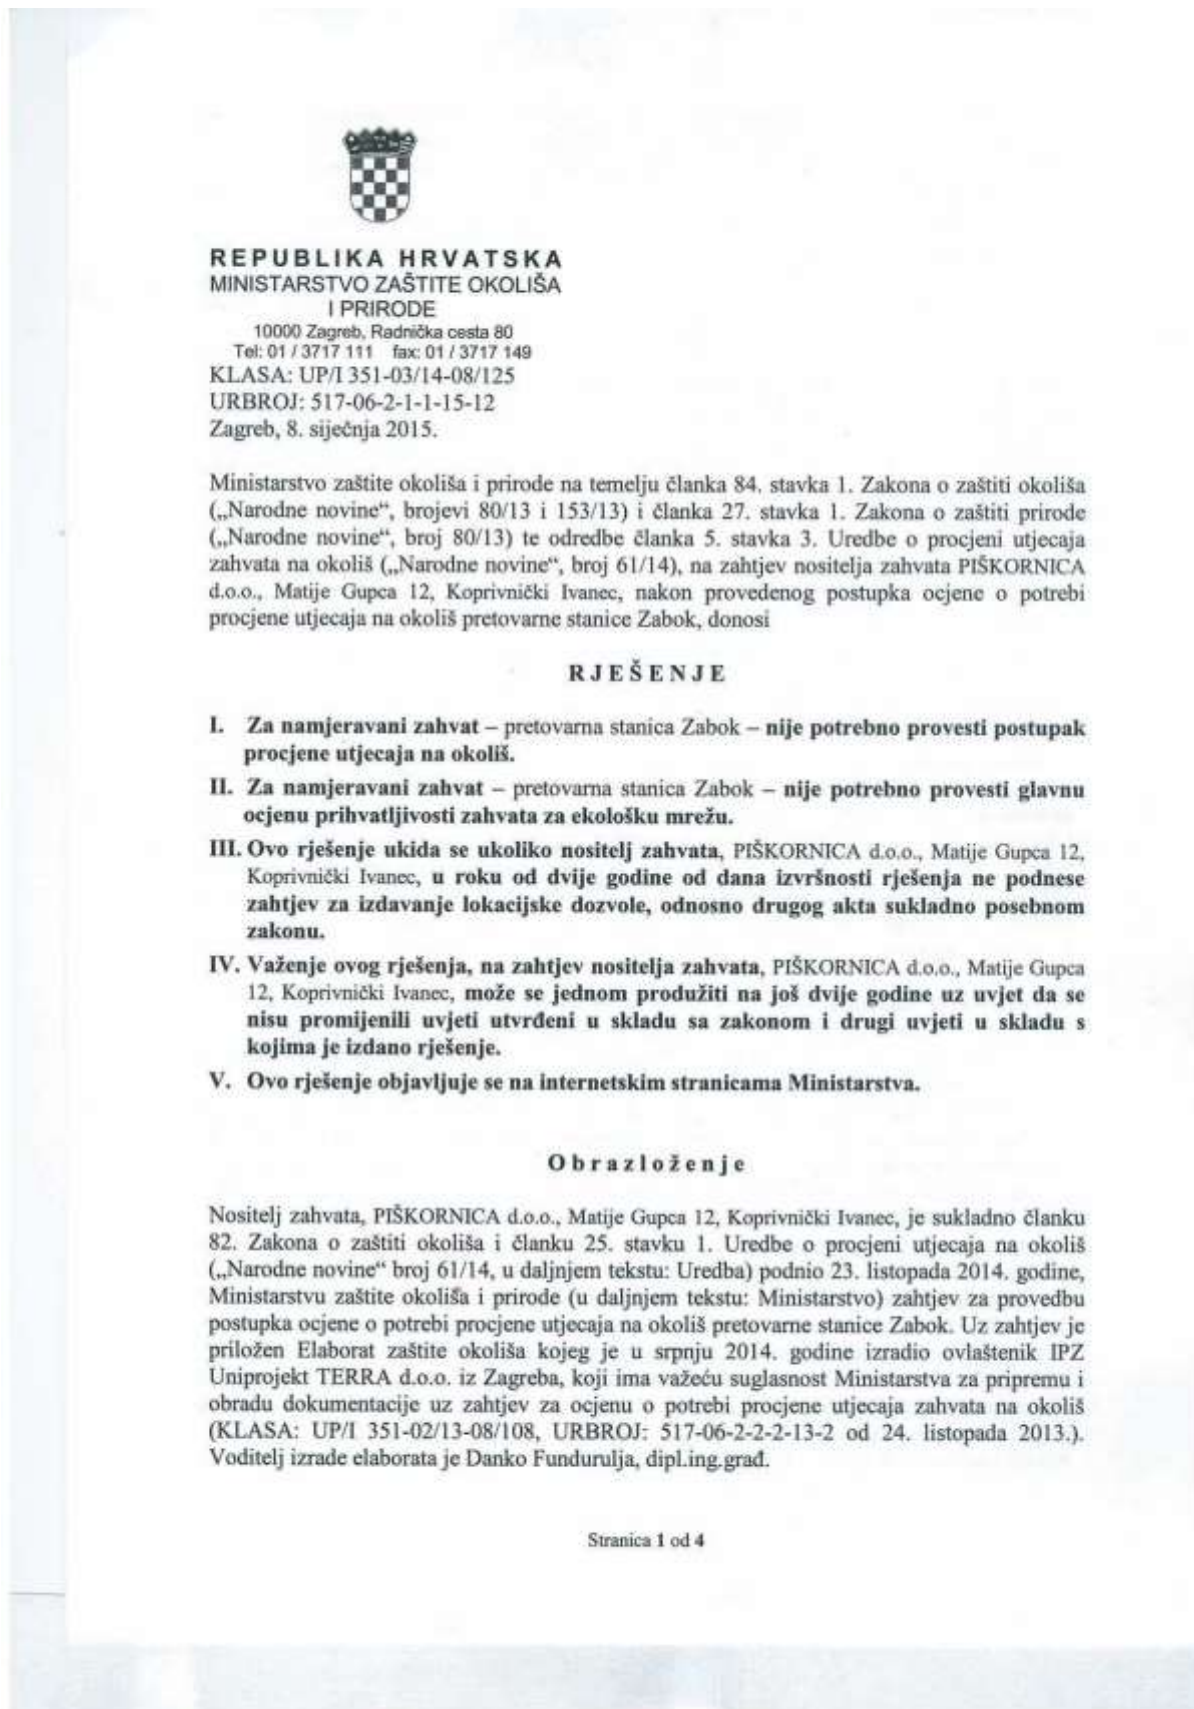 REPUBLIKA HRVATSKA
MINISTARSTVO ZAŠTITE OKOLIŠA
I PRIRODE
10000 Zagreb, Radnička cesta 80
Tel: 01 / 3717 111 fax: 01 / 3717 149
KLASA: UP/I 351-03/14-08/125
URBROJ: 517-06-2-1-1-15-12
Zagreb, 8. siječnja 2015.
Ministarstvo zaštite okoliša i prirode na temelju članka 84. stavka 1. Zakona o zaštiti okoliša
(„Narodne novine“, brojevi 80/13 i 153/13) i članka 27. stavka 1. Zakona o zaštiti prirode
(„Narodne novine“, broj 80/13) te odredbe članka 5. stavka 3. Uredbe o procjeni utjecaja
zahvata na okoliš („Narodne novine“, broj 61/14), na zahtjev nositelja zahvata PIŠKORNICA
d.o.o., Matije Gupca 12, Koprivnički Ivanec, nakon provedenog postupka ocjene o potrebi
procjene utjecaja na okoliš pretovarne stanice Zabok, donosi
RJEŠENJE
I. Za namjeravani zahvat – pretovarna stanica Zabok – nije potrebno provesti postupak
procjene utjecaja na okoliš.
II. Za namjeravani zahvat – pretovarna stanica Zabok – nije potrebno provesti glavnu
ocjenu prihvatljivosti zahvata za ekološku mrežu.
III. Ovo rješenje ukida se ukoliko nositelj zahvata, PIŠKORNICA d.o.o., Matije Gupca 12,
Koprivnički Ivanec, u roku od dvije godine od dana izvršnosti rješenja ne podnese
zahtjev za izdavanje lokacijske dozvole, odnosno drugog akta sukladno posebnom
zakonu.
IV. Važenje ovog rješenja, na zahtjev nositelja zahvata, PIŠKORNICA d.o.o., Matije Gupca
12, Koprivnički Ivanec, može se jednom produžiti na još dvije godine uz uvjet da se
nisu promijenili uvjeti utvrđeni u skladu sa zakonom i drugi uvjeti u skladu s
kojima je izdano rješenje.
V. Ovo rješenje objavljuje se na internetskim stranicama Ministarstva.
Obrazloženje
Nositelj zahvata, PIŠKORNICA d.o.o., Matije Gupca 12, Koprivnički Ivanec, je sukladno članku
82. Zakona o zaštiti okoliša i članku 25. stavku 1. Uredbe o procjeni utjecaja na okoliš
(„Narodne novine“ broj 61/14, u daljnjem tekstu: Uredba) podnio 23. listopada 2014. godine,
Ministarstvu zaštite okoliša i prirode (u daljnjem tekstu: Ministarstvo) zahtjev za provedbu
postupka ocjene o potrebi procjene utjecaja na okoliš pretovarne stanice Zabok. Uz zahtjev je
priložen Elaborat zaštite okoliša kojeg je u srpnju 2014. godine izradio ovlaštenik IPZ
Uniprojekt TERRA d.o.o. iz Zagreba, koji ima važeću suglasnost Ministarstva za pripremu i
obradu dokumentacije uz zahtjev za ocjenu o potrebi procjene utjecaja zahvata na okoliš
(KLASA: UP/I 351-02/13-08/108, URBROJ: 517-06-2-2-2-13-2 od 24. listopada 2013.).
Voditelj izrade elaborata je Danko Fundurulja, dipl.ing.građ.
Stranica 1 od 4